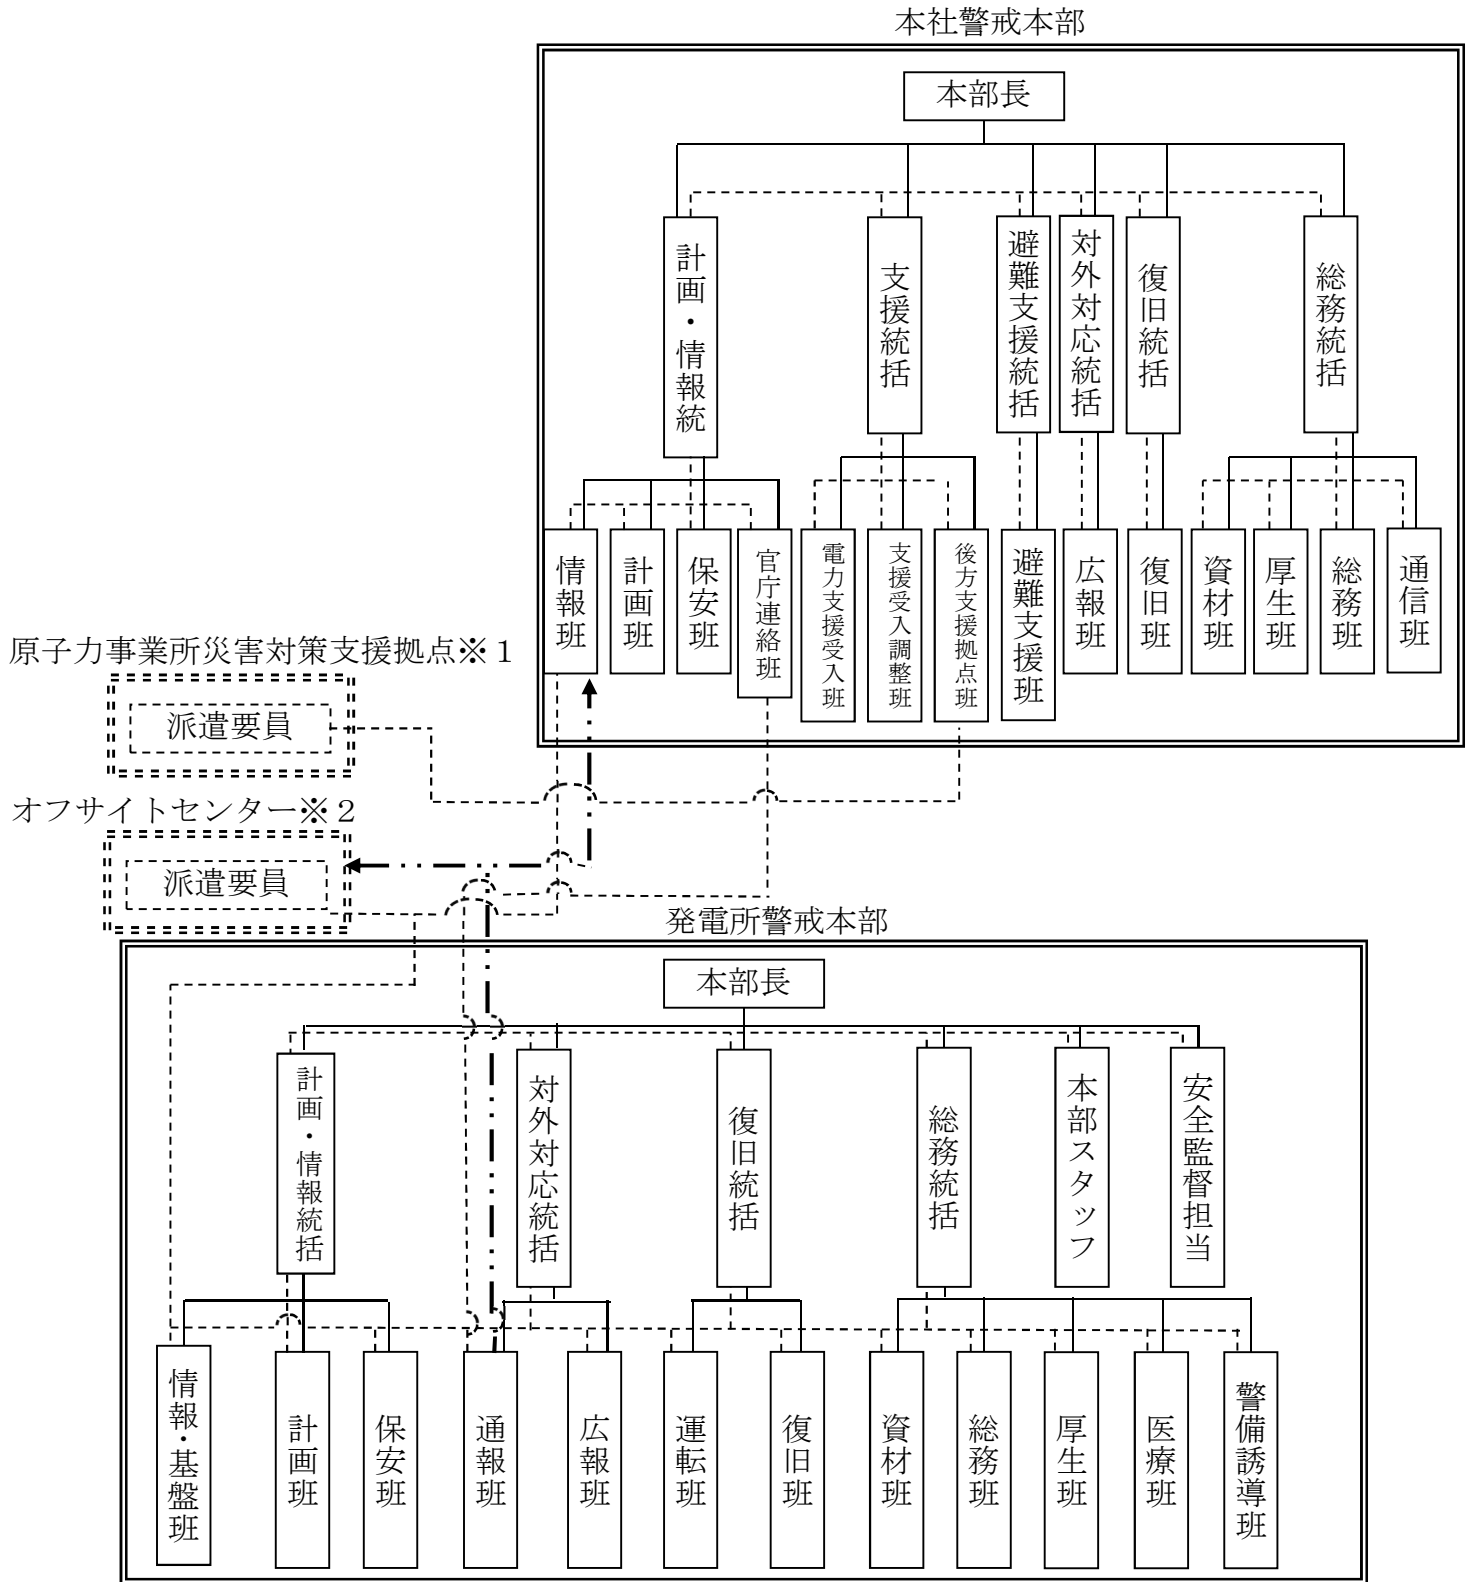 本社警戒本部
本部長
計画・情報統
支援統括
避難支援統括
対外対応統括
復旧統括
総務統括
情報班
計画班
保安班
官庁連絡班
電力支援受入班
支援受入調整班
後方支援拠点班
避難支援班
広報班
復旧班
資材班
厚生班
総務班
通信班
原子力事業所災害対策支援拠点※１
派遣要員
オフサイトセンター※２
派遣要員
発電所警戒本部
本部長
計画・情報統括
対外対応統括
復旧統括
総務統括
本部スタッフ
安全監督担当
情報・基盤班
計画班
保安班
通報班
広報班
運転班
復旧班
資材班
総務班
厚生班
医療班
警備誘導班